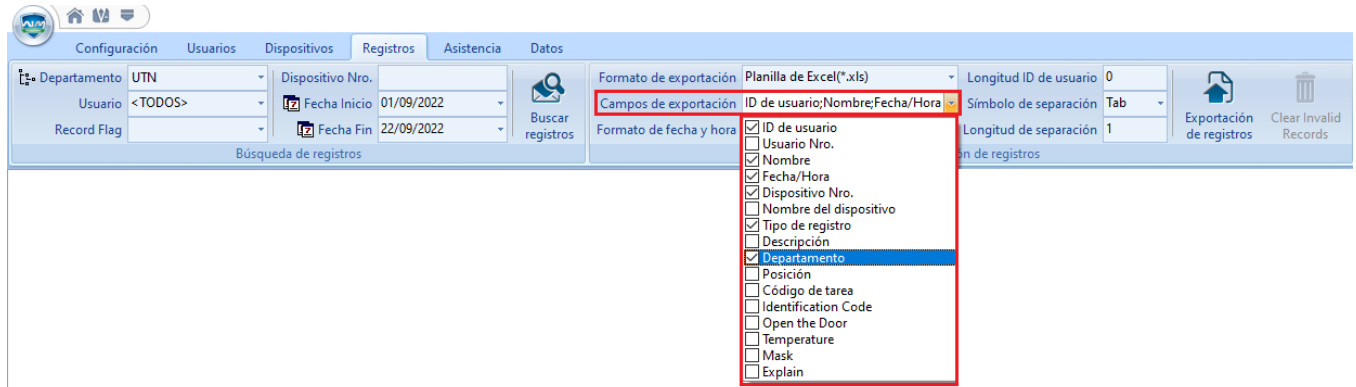 Configuración Usuarios Dispositivos Registros Asistencia Datos
Departamento UTN Dispositivo Nro. Formato de exportación Planilla de Excel(*.xls) Longitud ID de usuario 0
Usuario <TODOS> Fecha Inicio 01/09/2022 Campos de exportación ID de usuario;Nombre;Fecha/Hora Símbolo de separación Tab
Record Flag Fecha Fin 22/09/2022 Formato de fecha y hora Longitud de separación 1
Buscar
registros
Exportación
de registros
Clear Invalid
Records
Búsqueda de registros ón de registros
ID de usuario
Usuario Nro.
Nombre
Fecha/Hora
Dispositivo Nro.
Nombre del dispositivo
Tipo de registro
Descripción
Departamento
Posición
Código de tarea
Identification Code
Open the Door
Temperature
Mask
Explain